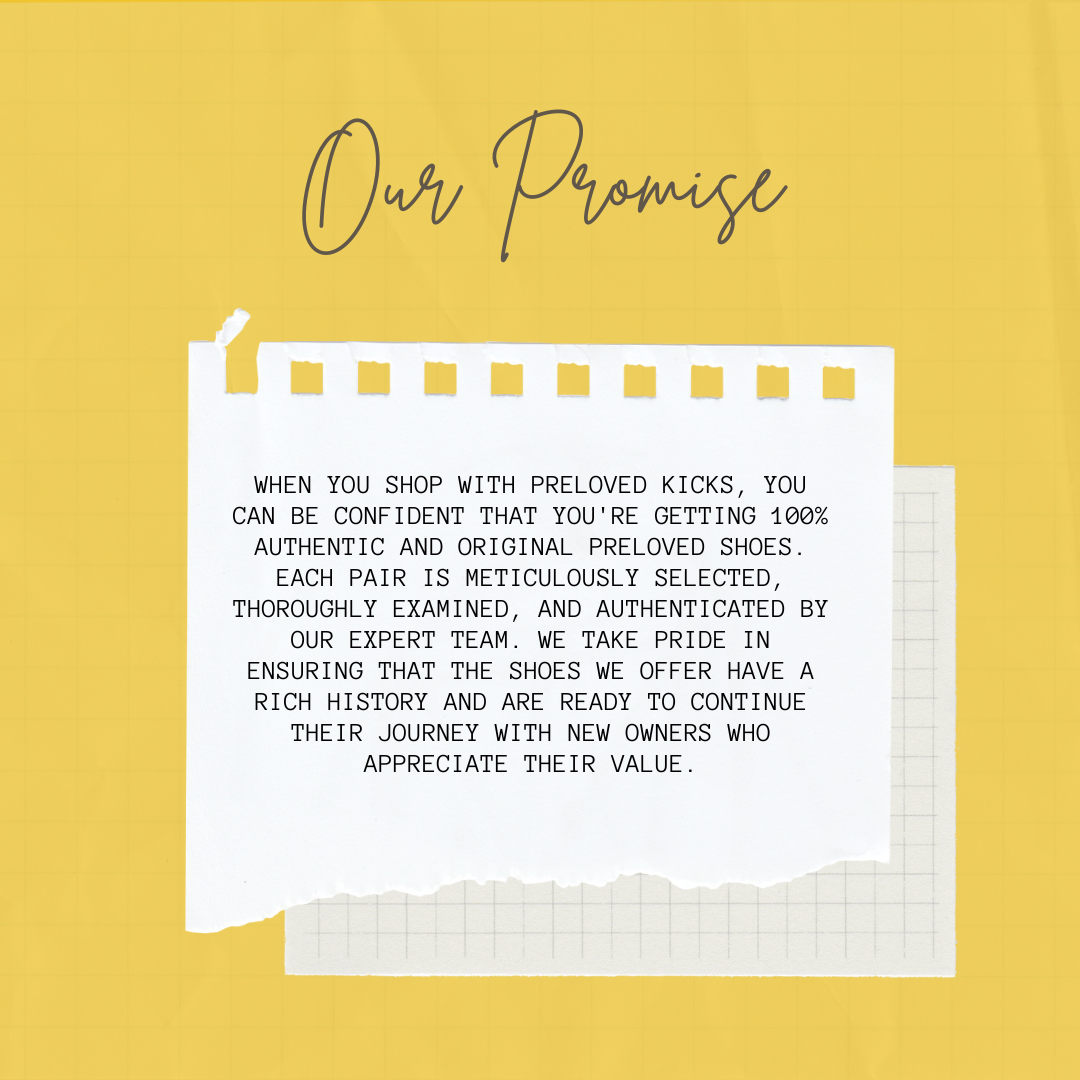 Our Promise
WHEN YOU SHOP WITH PRELOVED KICKS, YOU
CAN BE CONFIDENT THAT YOU'RE GETTING 100%
AUTHENTIC AND ORIGINAL PRELOVED SHOES.
EACH PAIR IS METICULOUSLY SELECTED,
THOROUGHLY EXAMINED, AND AUTHENTICATED BY
OUR EXPERT TEAM. WE TAKE PRIDE IN
ENSURING THAT THE SHOES WE OFFER HAVE A
RICH HISTORY AND ARE READY TO CONTINUE
THEIR JOURNEY WITH NEW OWNERS WHO
APPRECIATE THEIR VALUE.